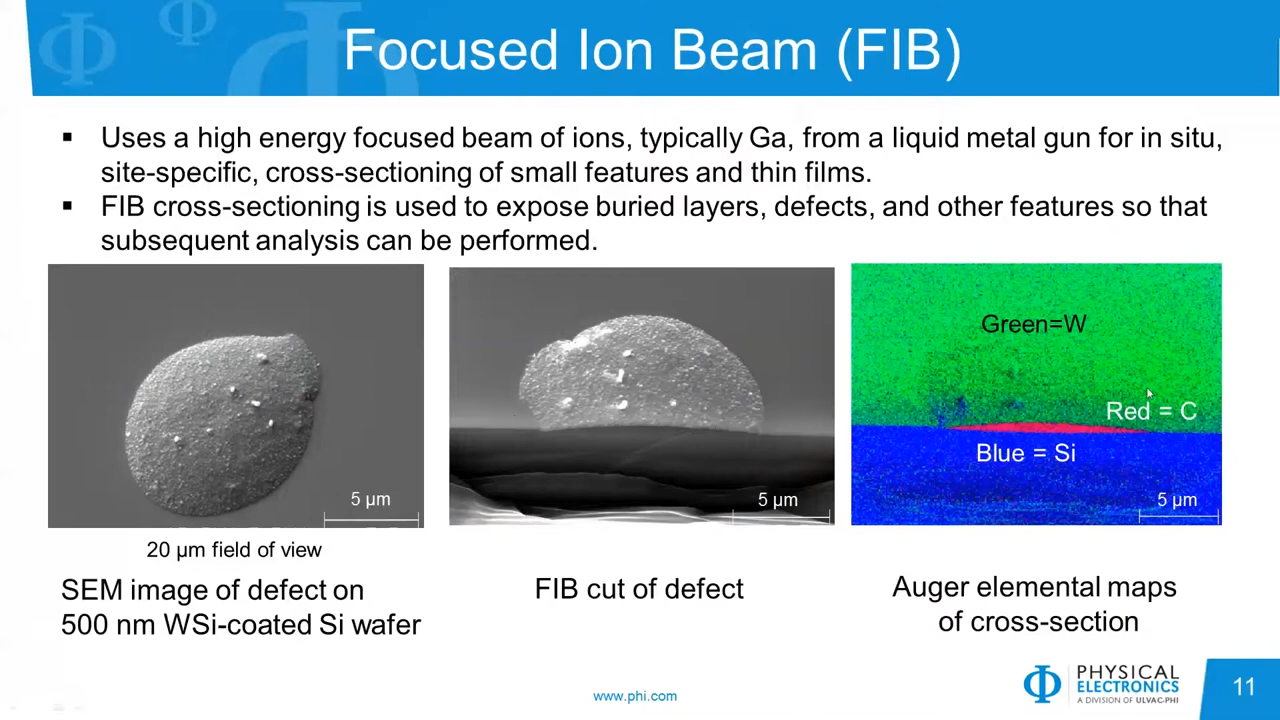 Focused Ion Beam (FIB)
▪ Uses a high energy focused beam of ions, typically Ga, from a liquid metal gun for in situ,
site-specific, cross-sectioning of small features and thin films.
▪ FIB cross-sectioning is used to expose buried layers, defects, and other features so that
subsequent analysis can be performed.
5 µm
5 µm
Green=W
Red = C
Blue = Si
5 µm
20 µm field of view
SEM image of defect on
500 nm WSi-coated Si wafer
FIB cut of defect
Auger elemental maps
of cross-section
www.phi.com
PHYSICAL
ELECTRONICS
A DIVISION OF ULVAC-PHI
11